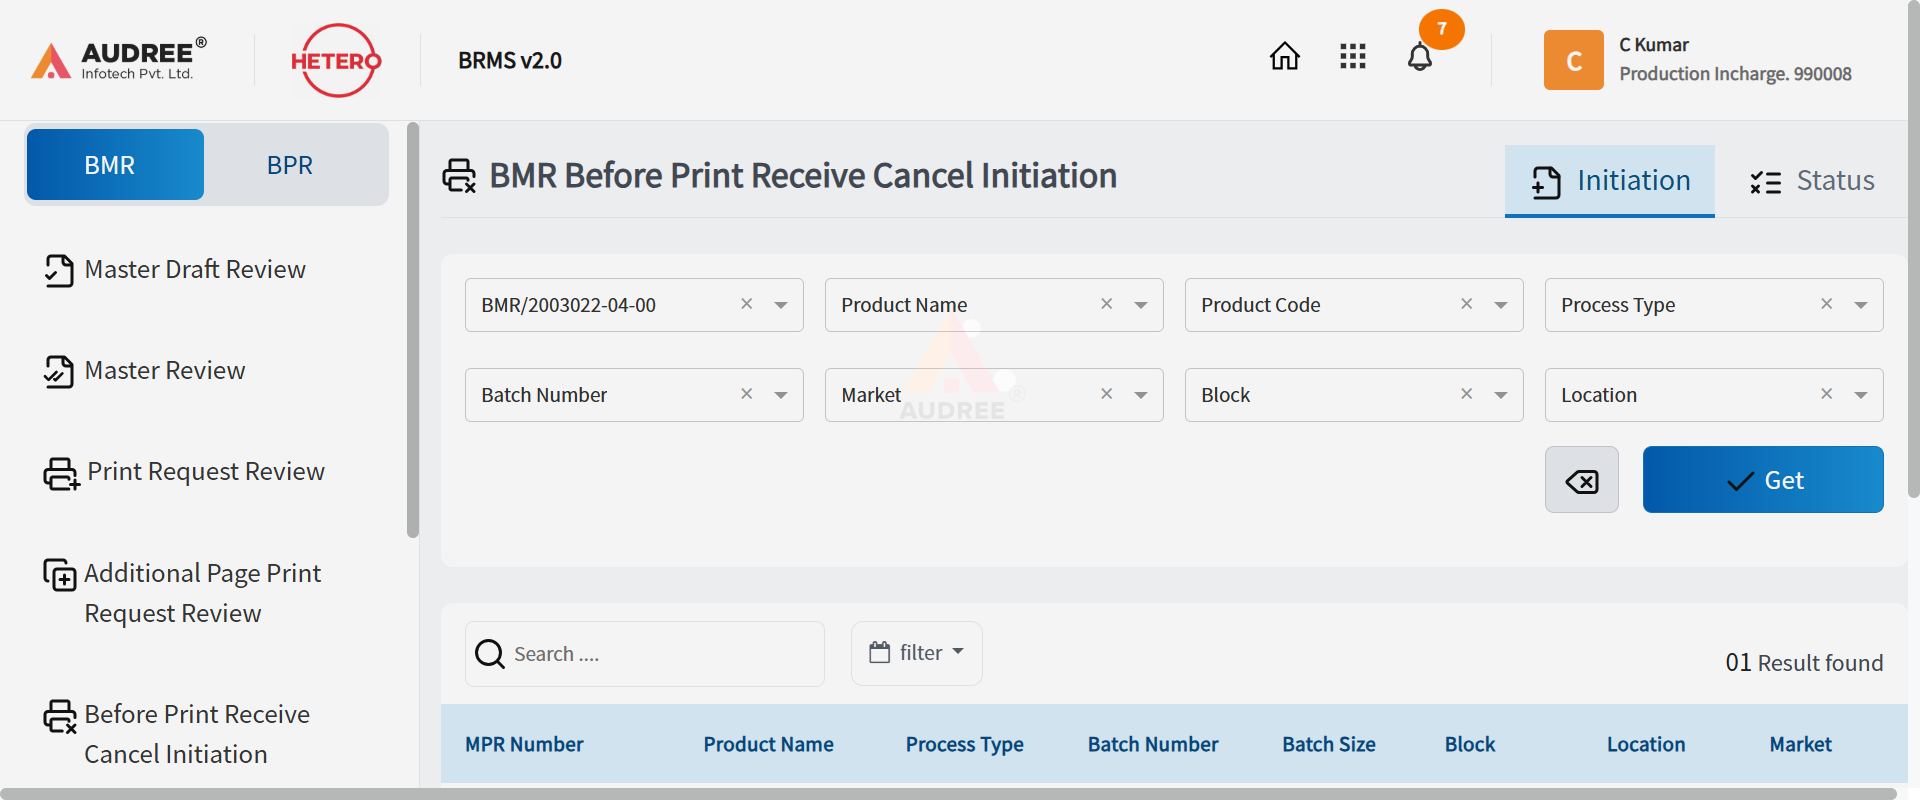 AUDREE®
Infotech Pvt. Ltd.
HETERO
BRMS v2.0
7
C
C Kumar
Production Incharge. 990008
BMR
BPR
Master Draft Review
Master Review
Print Request Review
Additional Page Print
Request Review
Before Print Receive
Cancel Initiation
BMR Before Print Receive Cancel Initiation
Initiation
Status
BMR/2003022-04-00
Product Name
Product Code
Process Type
Batch Number
Market
Block
Location
AUDREE®
Get
Search ....
filter
01 Result found
MPR Number
Product Name
Process Type
Batch Number
Batch Size
Block
Location
Market